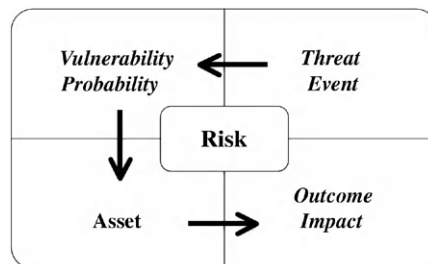 Vulnerability
Probability
Threat
Event
Risk
Asset
Outcome
Impact